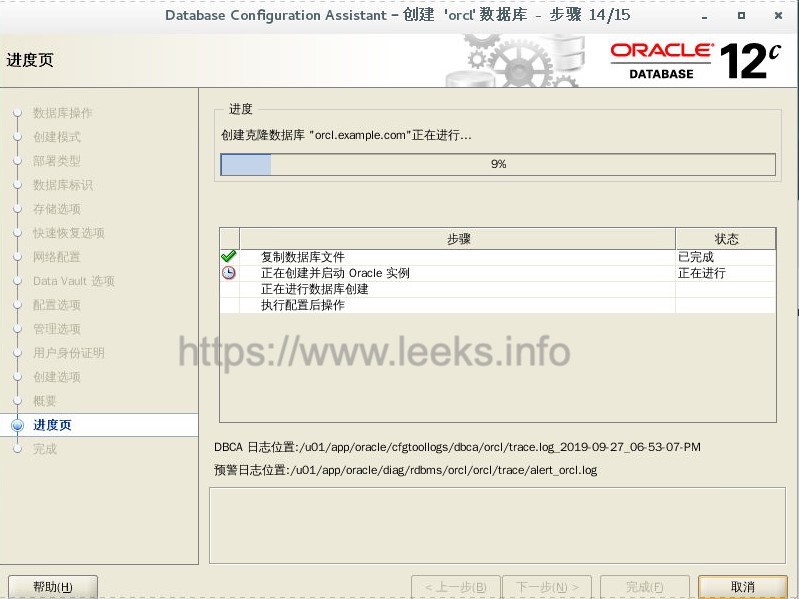 Database Configuration Assistant – 创建 'orcl' 数据库 - 步骤 14/15
进度页
ORACLE®
DATABASE
12c
数据库操作
创建模式
部署类型
数据库标识
存储选项
快速恢复选项
网络配置
Data Vault 选项
配置选项
管理选项
用户身份证明
创建选项
概要
进度页
完成
进度
创建克隆数据库 "orcl.example.com"正在进行...
9%
步骤 状态
复制数据库文件 已完成
正在创建并启动 Oracle 实例 正在进行
正在进行数据库创建
执行配置后操作
https://www.leeks.info
DBCA 日志位置:/u01/app/oracle/cfgtoollogs/dbca/orcl/trace.log_2019-09-27_06-53-07-PM
预警日志位置:/u01/app/oracle/diag/rdbms/orcl/orcl/trace/alert_orcl.log
帮助(H)
< 上一步(B) 下一步(N) > 完成(F) 取消